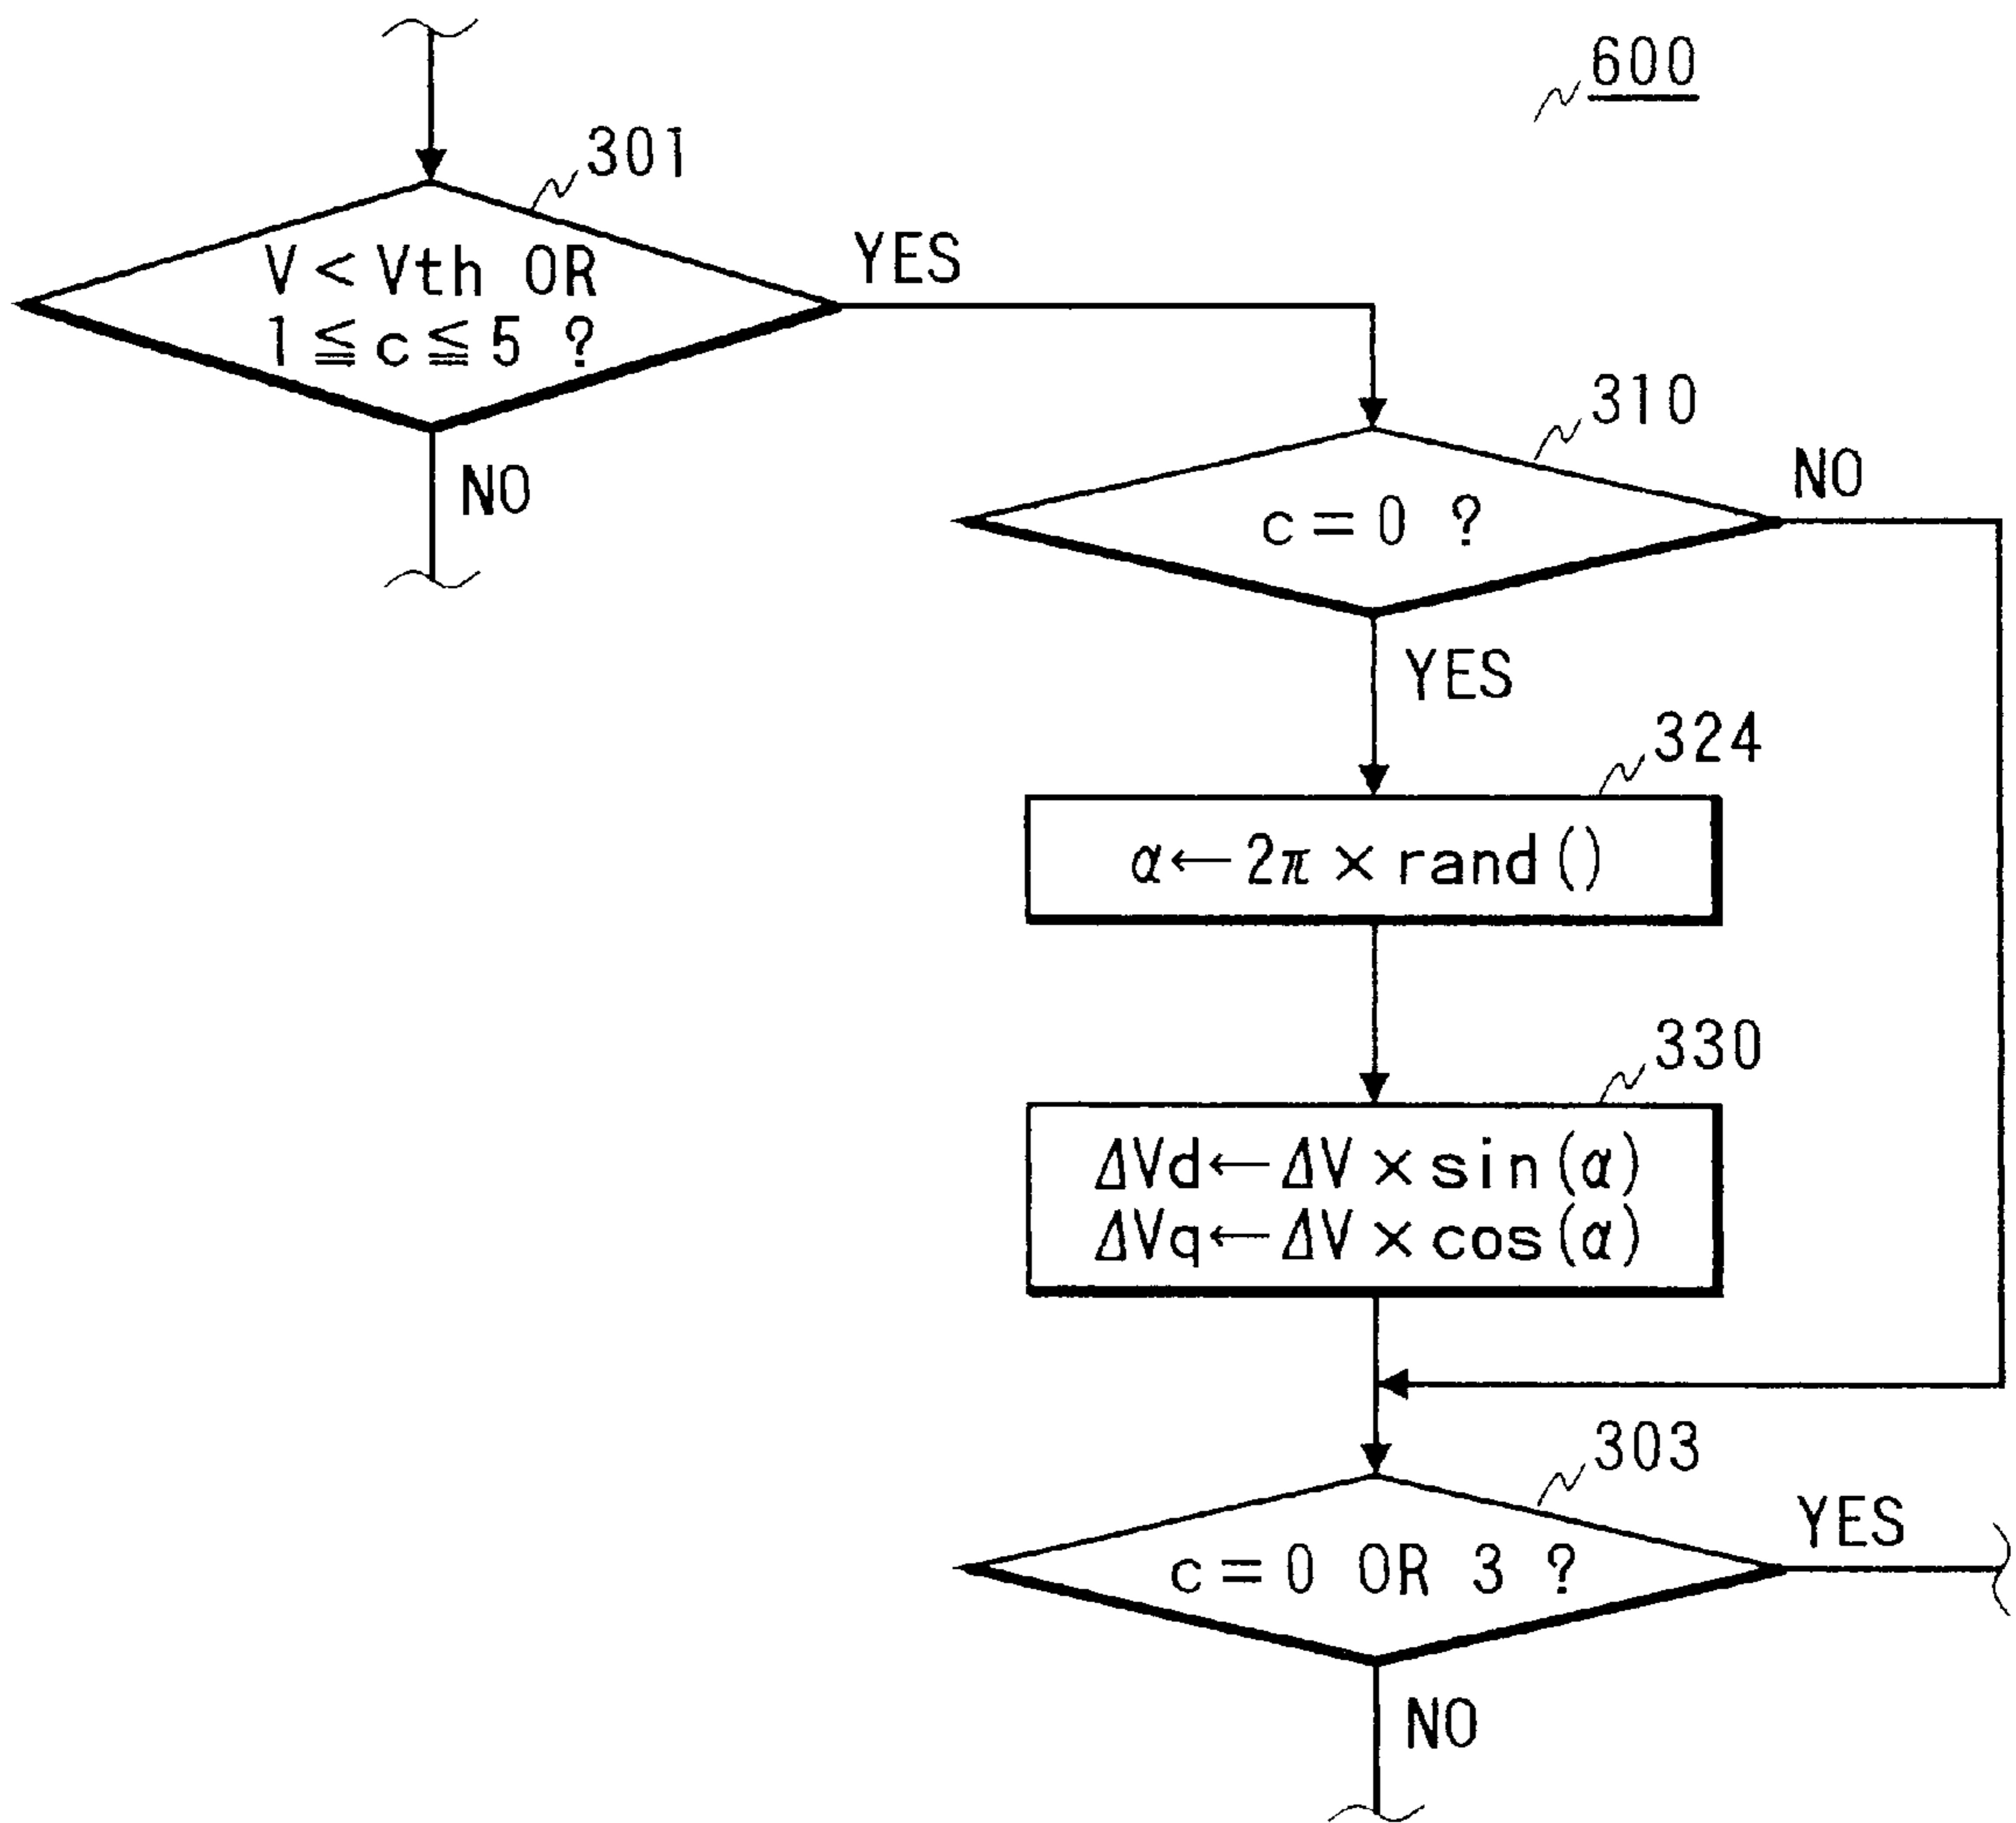 600
301
V < Vth OR
1 ≦ c ≦ 5 ?
YES
NO
310
c = 0 ?
NO
YES
324
α ← 2π × rand ()
330
ΔVd ← ΔV × sin (α)
ΔVq ← ΔV × cos (α)
303
c = 0 OR 3 ?
YES
NO